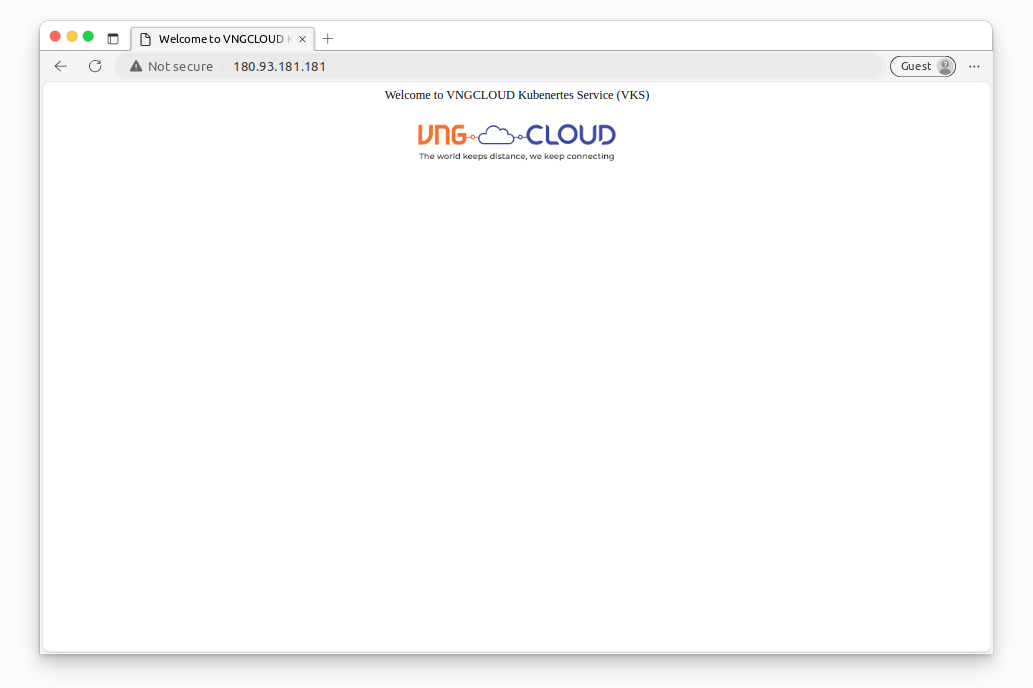 Welcome to VNGCLOUD
Not secure 180.93.181.181 Guest
Welcome to VNGCLOUD Kubenertes Service (VKS)
VNG CLOUD
The world keeps distance, we keep connecting